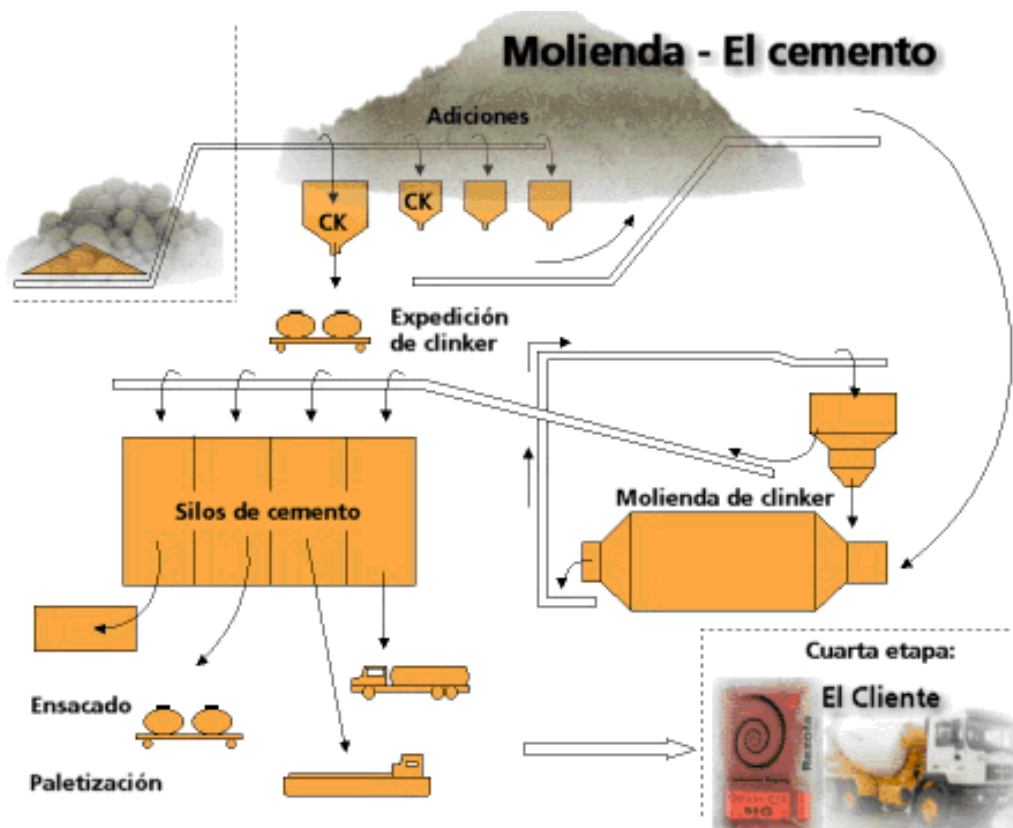 Molienda - El cemento
Adiciones
CK
CK
Expedición
de clinker
Molienda de clinker
Silos de cemento
Ensacado
Paletización
Cuarta etapa:
El Cliente
Rezola